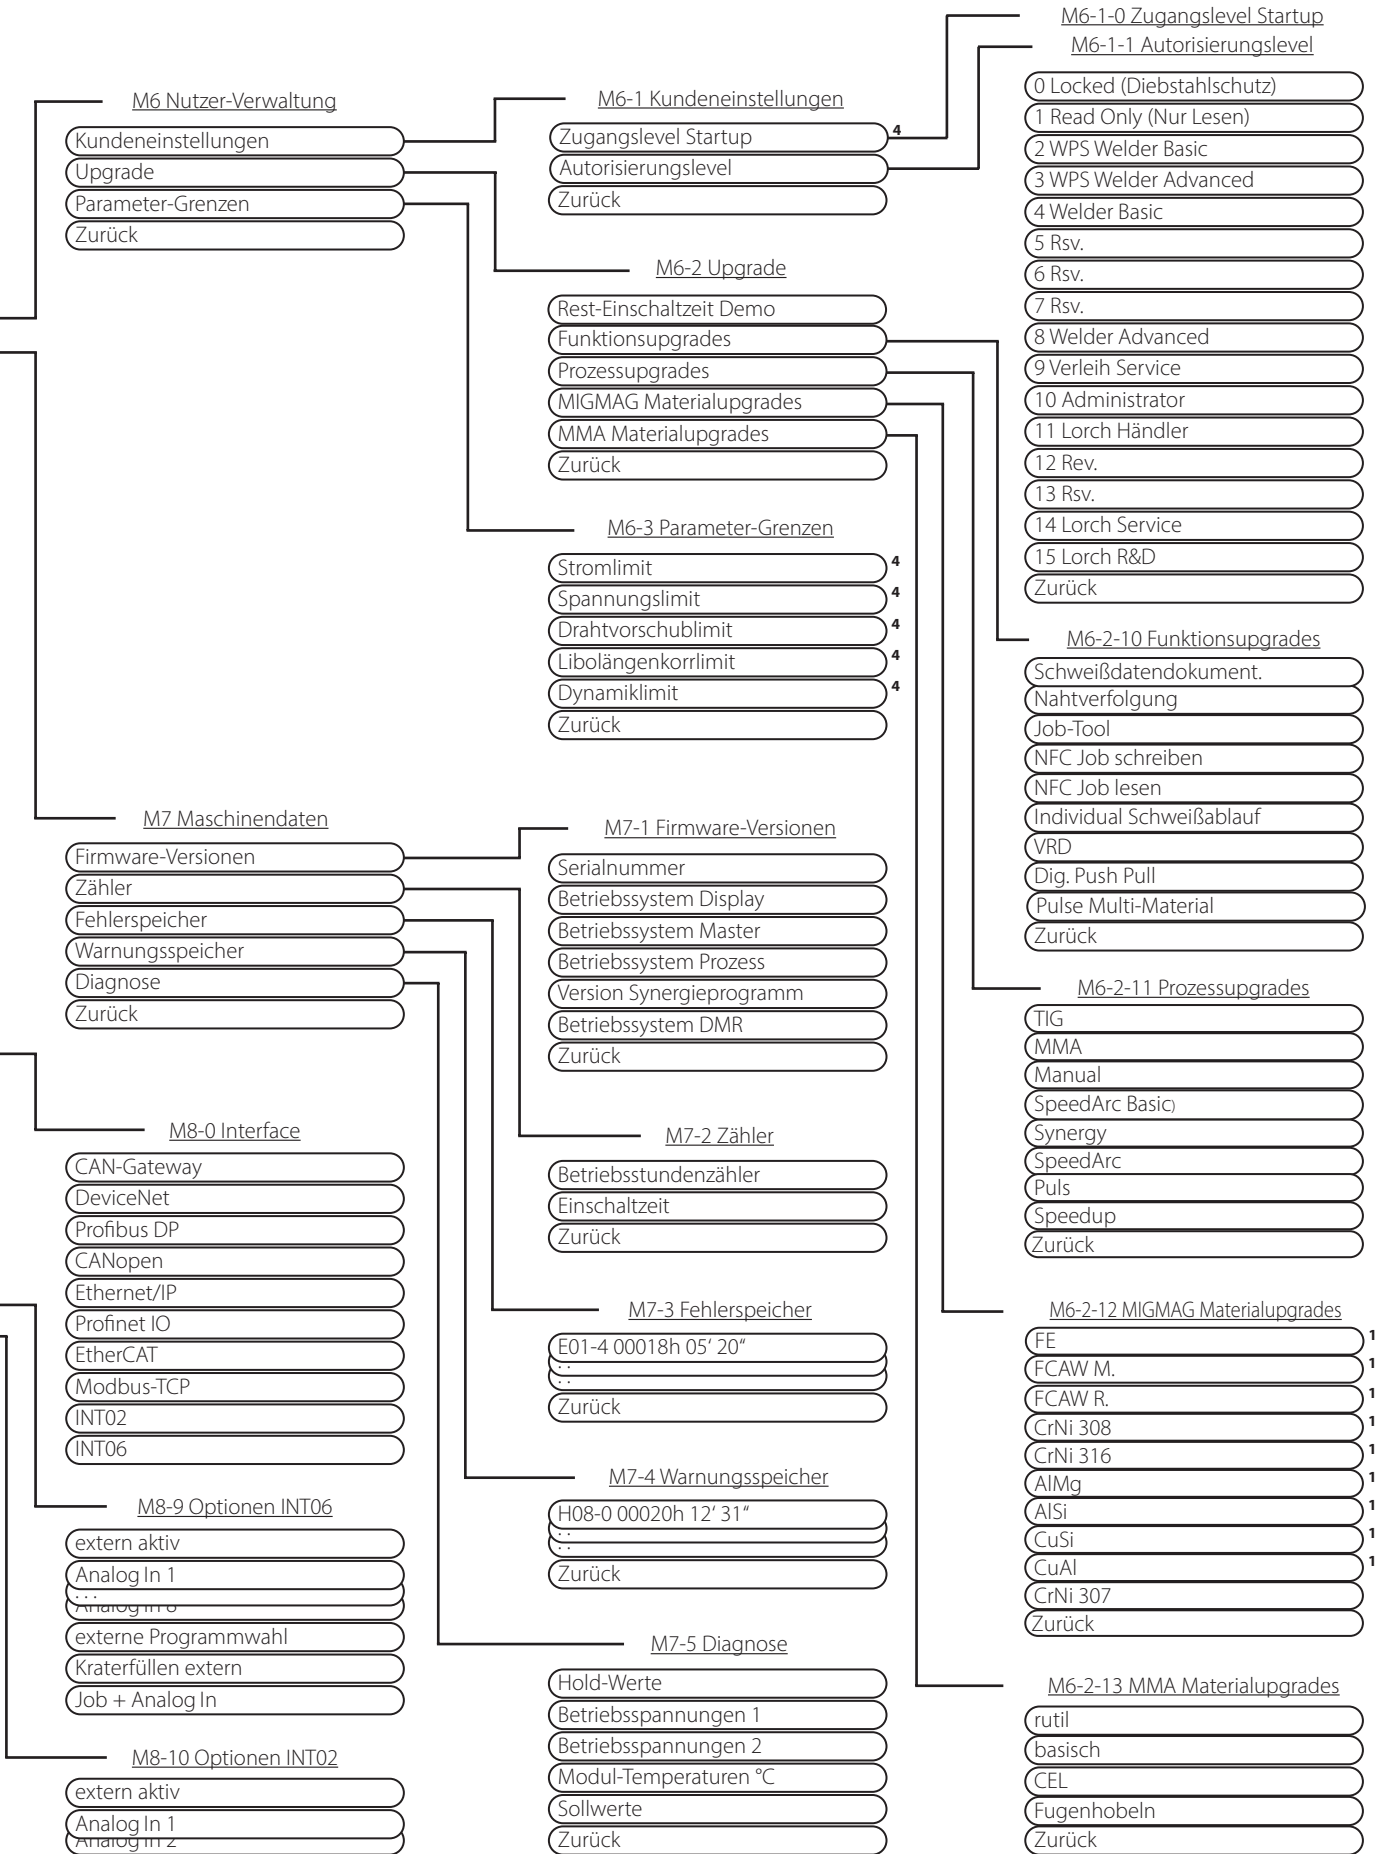 M6 Nutzer-Verwaltung
Kundeneinstellungen
Upgrade
Parameter-Grenzen
Zurück
M7 Maschinendaten
Firmware-Versionen
Zähler
Fehlerspeicher
Warnungsspeicher
Diagnose
Zurück
M8-0 Interface
CAN-Gateway
DeviceNet
Profibus DP
CANopen
Ethernet/IP
Profinet IO
EtherCAT
Modbus-TCP
INT02
INT06
M8-9 Optionen INT06
extern aktiv
Analog In 1
. . .
Analog In 8
externe Programmwahl
Kraterfüllen extern
Job + Analog In
M8-10 Optionen INT02
extern aktiv
Analog In 1
Analog In 2
M6-1 Kundeneinstellungen
Zugangslevel Startup 4
Autorisierungslevel
Zurück
M6-2 Upgrade
Rest-Einschaltzeit Demo
Funktionsupgrades
Prozessupgrades
MIGMAG Materialupgrades
MMA Materialupgrades
Zurück
M6-3 Parameter-Grenzen
Stromlimit 4
Spannungslimit 4
Drahtvorschublimit 4
Libolängenkorrlimit 4
Dynamiklimit 4
Zurück
M7-1 Firmware-Versionen
Serialnummer
Betriebssystem Display
Betriebssystem Master
Betriebssystem Prozess
Version Synergieprogramm
Betriebssystem DMR
Zurück
M7-2 Zähler
Betriebsstundenzähler
Einschaltzeit
Zurück
M7-3 Fehlerspeicher
E01-4 00018h 05‘ 20“
. .
. .
Zurück
M7-4 Warnungsspeicher
H08-0 00020h 12‘ 31“
. .
. .
Zurück
M7-5 Diagnose
Hold-Werte
Betriebsspannungen 1
Betriebsspannungen 2
Modul-Temperaturen °C
Sollwerte
Zurück
M6-1-0 Zugangslevel Startup
M6-1-1 Autorisierungslevel
0 Locked (Diebstahlschutz)
1 Read Only (Nur Lesen)
2 WPS Welder Basic
3 WPS Welder Advanced
4 Welder Basic
5 Rsv.
6 Rsv.
7 Rsv.
8 Welder Advanced
9 Verleih Service
10 Administrator
11 Lorch Händler
12 Rev.
13 Rsv.
14 Lorch Service
15 Lorch R&D
Zurück
M6-2-10 Funktionsupgrades
Schweißdatendokument.
Nahtverfolgung
Job-Tool
NFC Job schreiben
NFC Job lesen
Individual Schweißablauf
VRD
Dig. Push Pull
Pulse Multi-Material
Zurück
M6-2-11 Prozessupgrades
TIG
MMA
Manual
SpeedArc Basic)
Synergy
SpeedArc
Puls
Speedup
Zurück
M6-2-12 MIGMAG Materialupgrades
FE 1
FCAW M. 1
FCAW R. 1
CrNi 308 1
CrNi 316 1
AlMg 1
AlSi 1
CuSi 1
CuAl 1
CrNi 307
Zurück
M6-2-13 MMA Materialupgrades
rutil
basisch
CEL
Fugenhobeln
Zurück